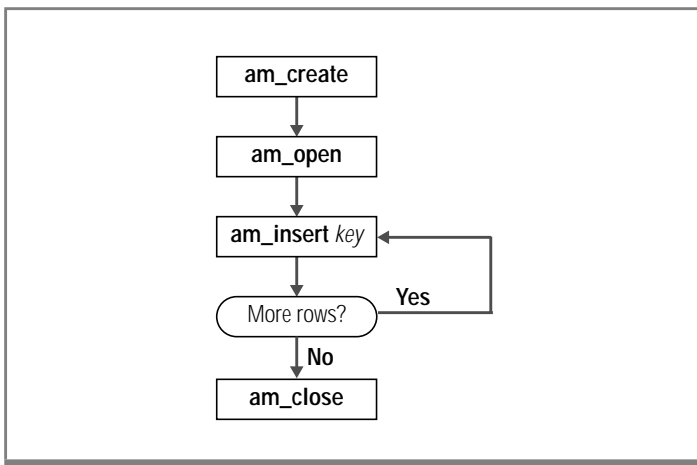 am_create
am_open
am_insert key
More rows?
Yes
No
am_close